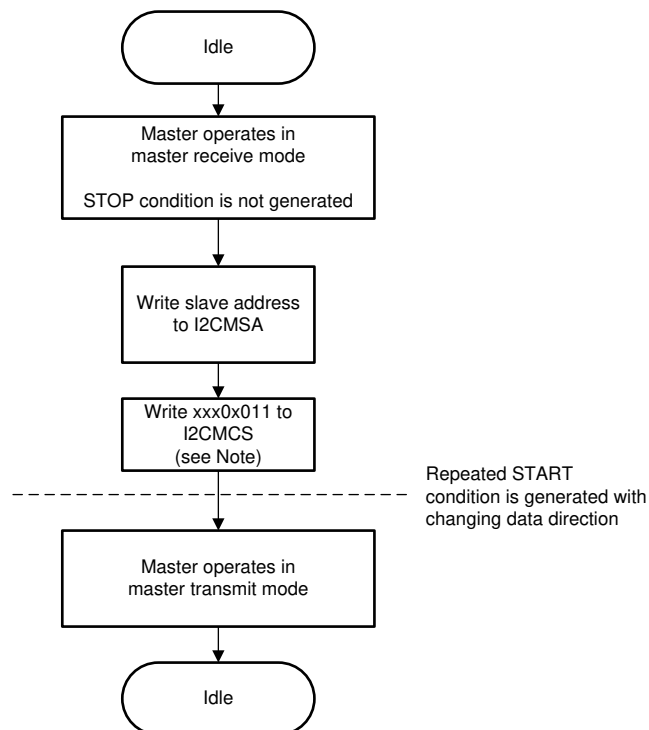 Idle
Master operates in
master receive mode
STOP condition is not generated
Write slave address
to I2CMSA
Write xxx0x011 to
I2CMCS
(see Note)
Repeated START
condition is generated with
changing data direction
Master operates in
master transmit mode
Idle